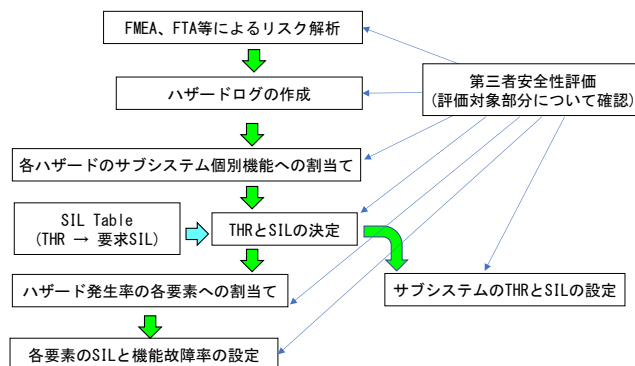 FMEA、FTA等によるリスク解析
ハザードログの作成
第三者安全性評価
(評価対象部分について確認)
各ハザードのサブシステム個別機能への割当て
SIL Table
(THR → 要求SIL)
THRとSILの決定
ハザード発生率の各要素への割当て
サブシステムのTHRとSILの設定
各要素のSILと機能故障率の設定